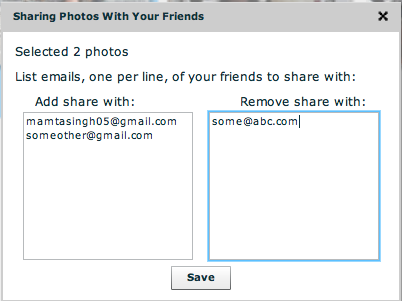 Sharing Photos With Your Friends
Selected 2 photos
List emails, one per line, of your friends to share with:
Add share with: Remove share with:
mamtasingh05@gmail.com some@abc.com
someother@gmail.com
Save